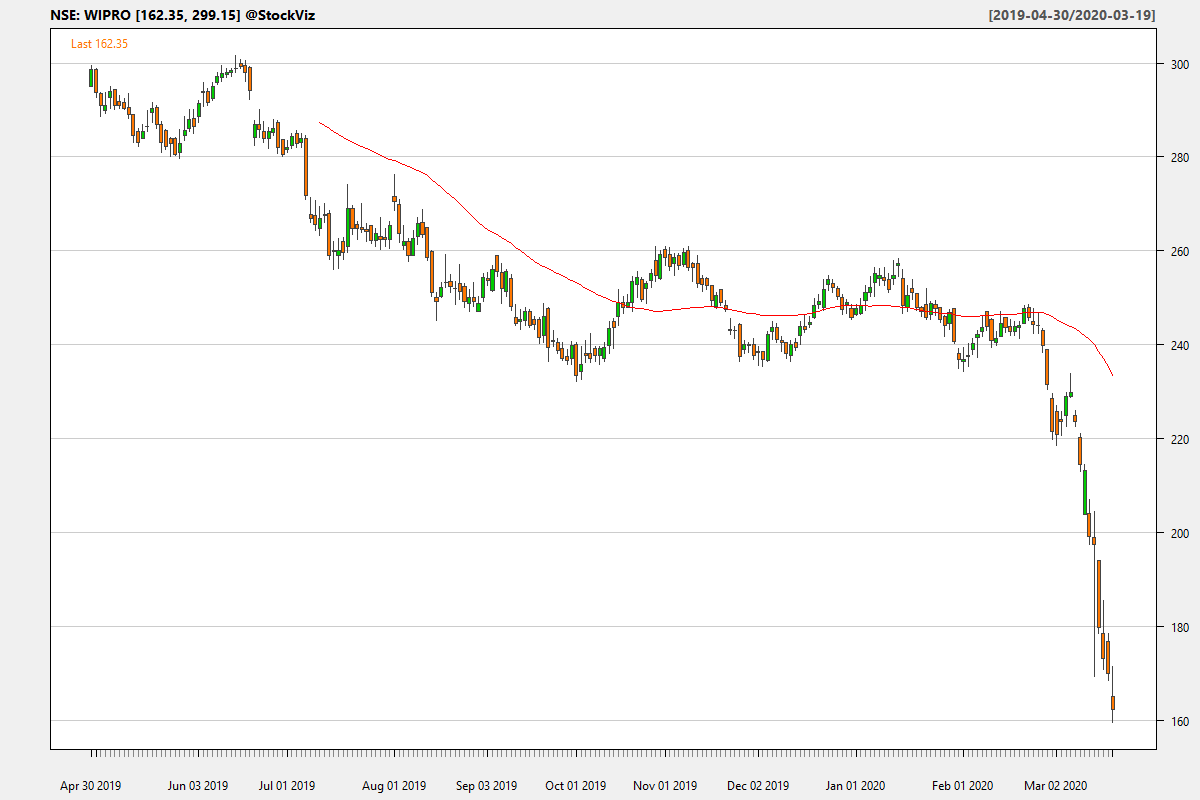 NSE: WIPRO [162.35, 299.15] @StockViz
[2019-04-30/2020-03-19]
Last 162.35
300
280
260
240
220
200
180
160
Apr 30 2019
Jun 03 2019
Jul 01 2019
Aug 01 2019
Sep 03 2019
Oct 01 2019
Nov 01 2019
Dec 02 2019
Jan 01 2020
Feb 01 2020
Mar 02 2020